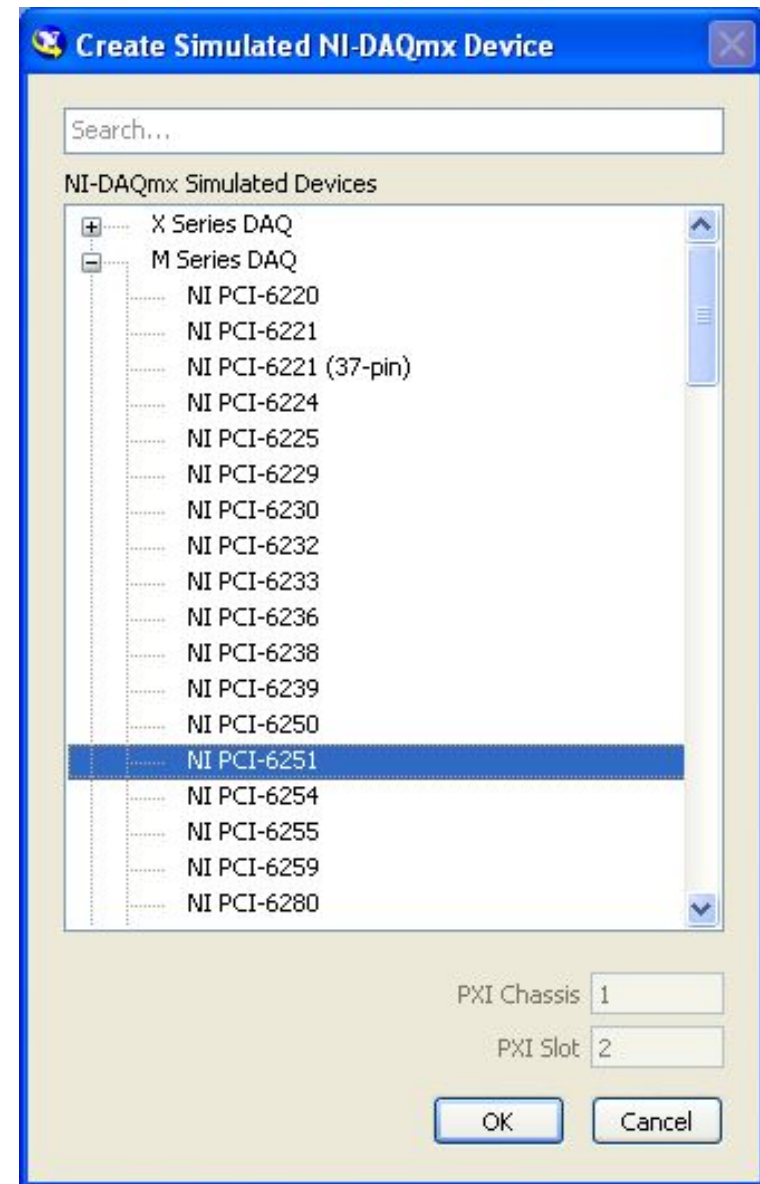 Create Simulated NI-DAQmx Device
Search...
NI-DAQmx Simulated Devices
X Series DAQ
M Series DAQ
NI PCI-6220
NI PCI-6221
NI PCI-6221 (37-pin)
NI PCI-6224
NI PCI-6225
NI PCI-6229
NI PCI-6230
NI PCI-6232
NI PCI-6233
NI PCI-6236
NI PCI-6238
NI PCI-6239
NI PCI-6250
NI PCI-6251
NI PCI-6254
NI PCI-6255
NI PCI-6259
NI PCI-6280
PXI Chassis 1
PXI Slot 2
OK Cancel